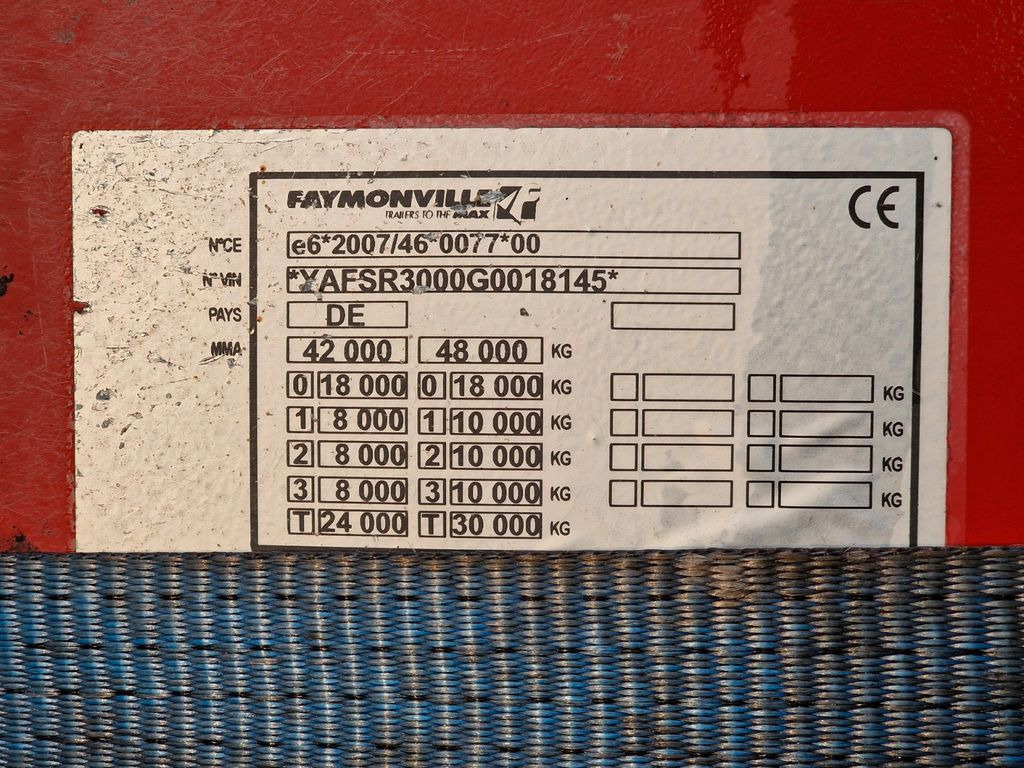 FAYMONVILLE
TRAILERS TO THE MAX
CE
N°CE e6*2007/46*0077*00
N° VIN *YAFSR3000G0018145*
PAYS DE
MMA 42 000 48 000 KG
0 18 000 0 18 000 KG KG
1 8 000 1 10 000 KG KG
2 8 000 2 10 000 KG KG
3 8 000 3 10 000 KG KG
T 24 000 T 30 000 KG